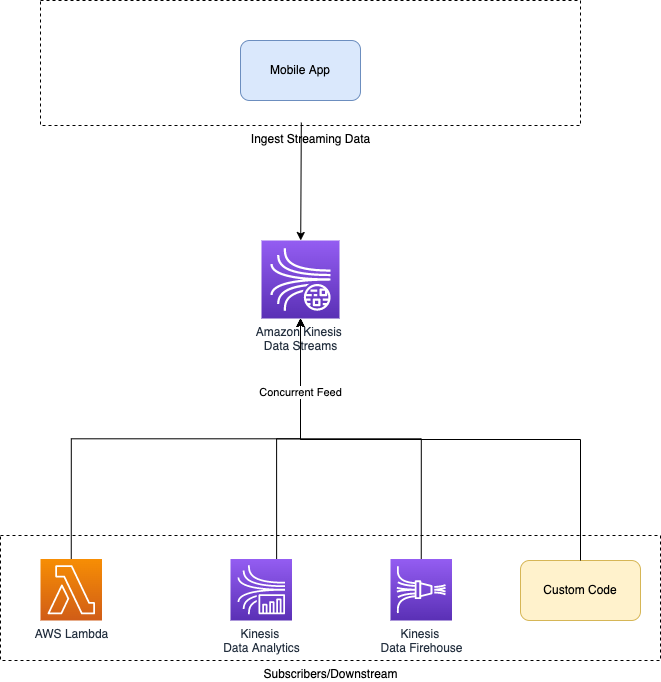 Mobile App
Ingest Streaming Data
Amazon Kinesis
Data Streams
Concurrent Feed
AWS Lambda
Kinesis
Data Analytics
Kinesis
Data Firehouse
Custom Code
Subscribers/Downstream